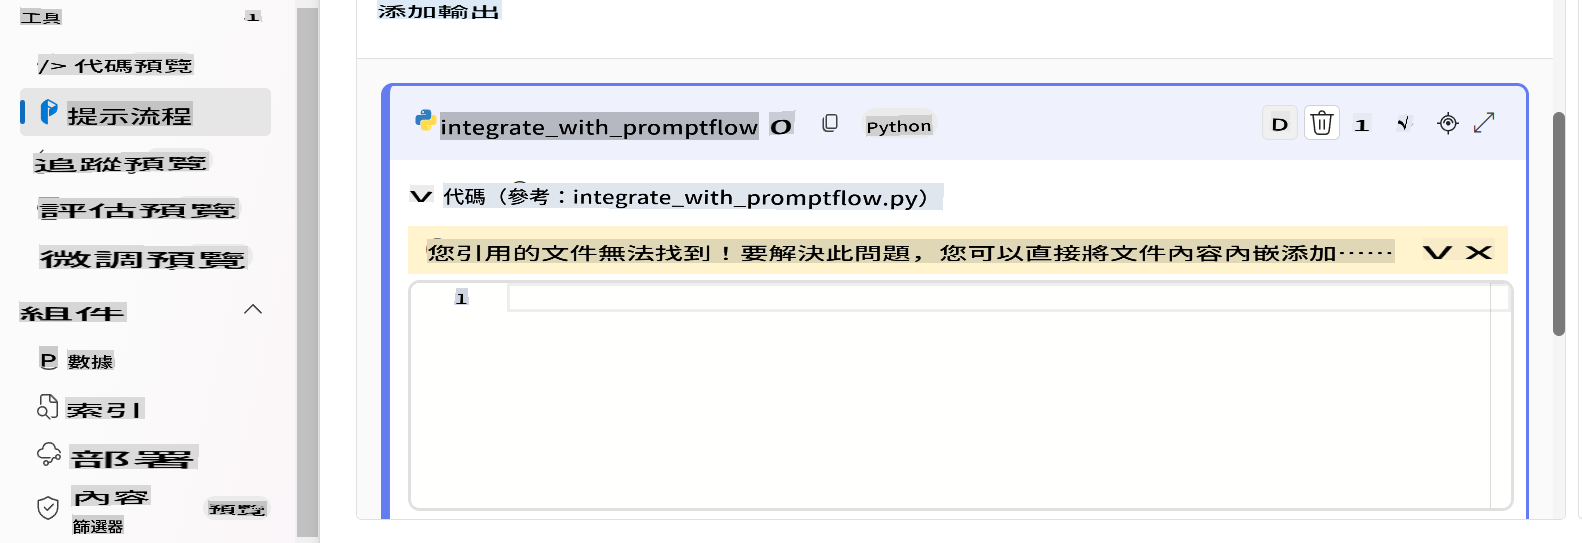 工具 1
/> 代碼預覽
提示流程
追蹤預覽
評估預覽
微調預覽
組件
P 數據
索引
部署
內容 預覽
篩選器
添加輸出
integrate_with_promptflow O Python D 1 √
V 代碼（參考：integrate_with_promptflow.py）
您引用的文件無法找到！要解決此問題，您可以直接將文件內容內嵌添加⋯⋯ V X
1